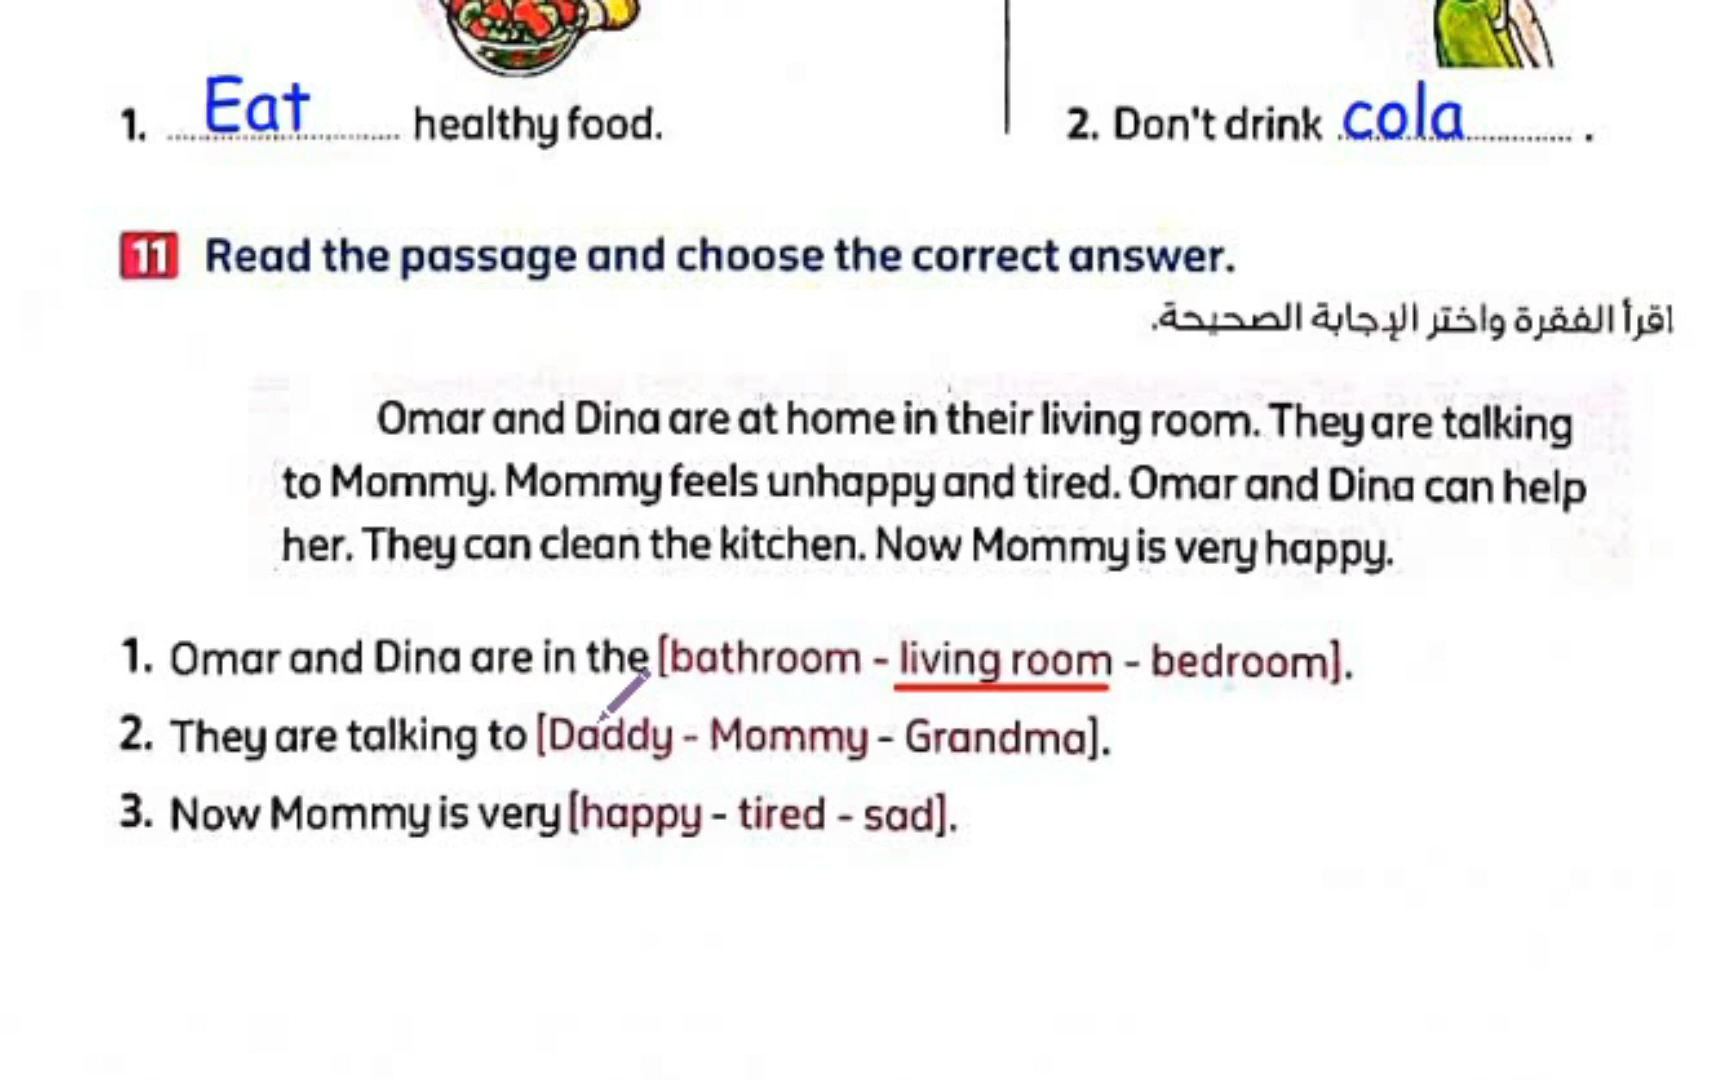 1. Eat healthy food.
2. Don't drink cola .
11 Read the passage and choose the correct answer.
اقرأ الفقرة واختر الإجابة الصحيحة.
Omar and Dina are at home in their living room. They are talking
to Mommy. Mommy feels unhappy and tired. Omar and Dina can help
her. They can clean the kitchen. Now Mommy is very happy.
1. Omar and Dina are in the [bathroom - living room - bedroom].
2. They are talking to [Daddy - Mommy - Grandma].
3. Now Mommy is very [happy - tired - sad].